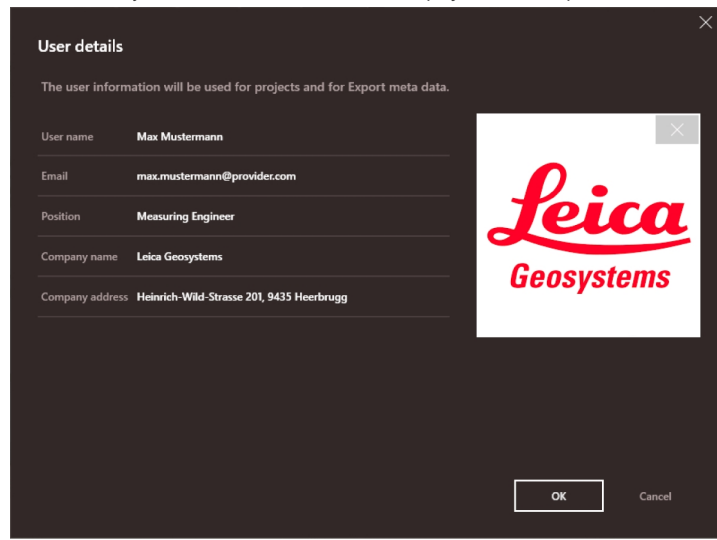 User details
The user information will be used for projects and for Export meta data.
User name Max Mustermann
Email max.mustermann@provider.com
Position Measuring Engineer
Company name Leica Geosystems
Company address Heinrich-Wild-Strasse 201, 9435 Heerbrugg
Leica
Geosystems
OK Cancel